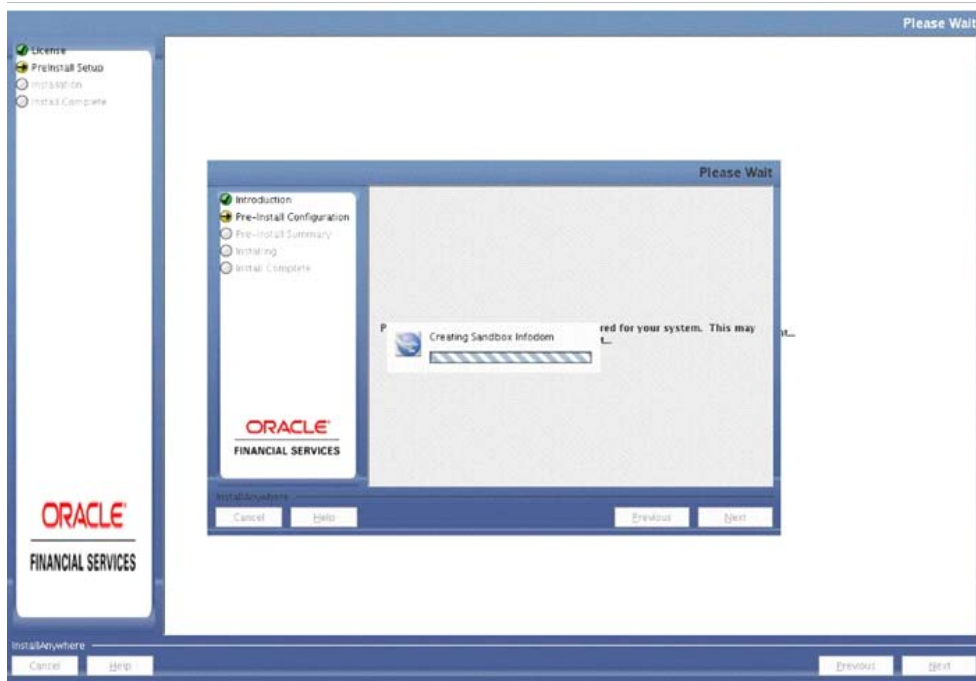 Please Wait
License
PreInstall Setup
Installation
Install Complete
Please Wait
Introduction
Pre-Install Configuration
Pre-Install Summary
Installing
Install Complete
P
Creating Sandbox Infodom
red for your system. This may
t...
nt...
ORACLE
FINANCIAL SERVICES
InstallAnywhere
Cancel
Help
Previous
Next
ORACLE
FINANCIAL SERVICES
InstallAnywhere
Cancel
Help
Previous
Next